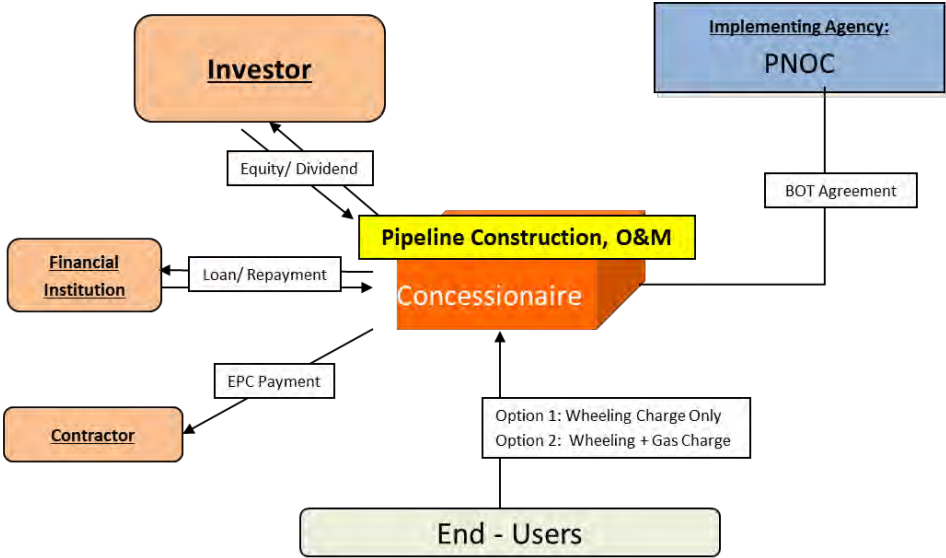 Investor
Implementing Agency:
PNOC
Equity/ Dividend
BOT Agreement
Pipeline Construction, O&M
Concessionaire
Financial
Institution
Loan/ Repayment
EPC Payment
Contractor
Option 1: Wheeling Charge Only
Option 2: Wheeling + Gas Charge
End - Users